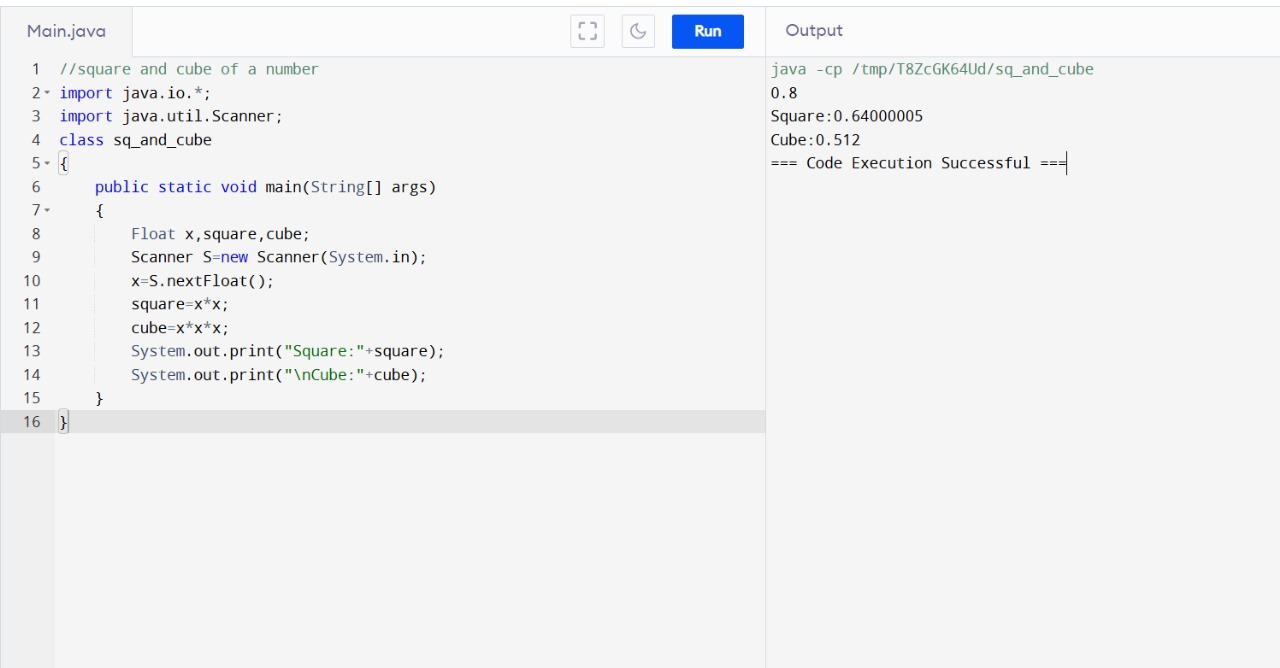 Main.java
Run
Output
1 //square and cube of a number
2 import java.io.*;
3 import java.util.Scanner;
4 class sq_and_cube
5 {
6     public static void main(String[] args)
7     {
8         Float x,square,cube;
9         Scanner S=new Scanner(System.in);
10         x=S.nextFloat();
11         square=x*x;
12         cube=x*x*x;
13         System.out.print("Square:"+square);
14         System.out.print("\nCube:"+cube);
15     }
16 }
java -cp /tmp/T8ZcGK64Ud/sq_and_cube
0.8
Square:0.64000005
Cube:0.512
=== Code Execution Successful ===